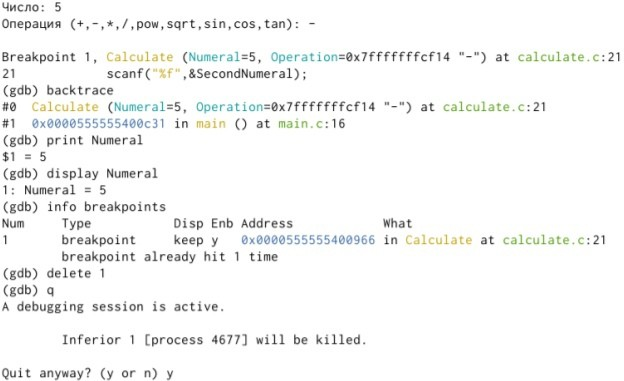 Число: 5
Операция (+,-,*,/,pow,sqrt,sin,cos,tan): -
Breakpoint 1, Calculate (Numeral=5, Operation=0x7fffffffcf14 "-") at calculate.c:21
21 scanf("%f",&SecondNumeral);
(gdb) backtrace
#0 Calculate (Numeral=5, Operation=0x7fffffffcf14 "-") at calculate.c:21
#1 0x0000555555400c31 in main () at main.c:16
(gdb) print Numeral
$1 = 5
(gdb) display Numeral
1: Numeral = 5
(gdb) info breakpoints
Num Type Disp Enb Address What
1 breakpoint keep y 0x0000555555400966 in Calculate at calculate.c:21
breakpoint already hit 1 time
(gdb) delete 1
(gdb) q
A debugging session is active.
Inferior 1 [process 4677] will be killed.
Quit anyway? (y or n) y